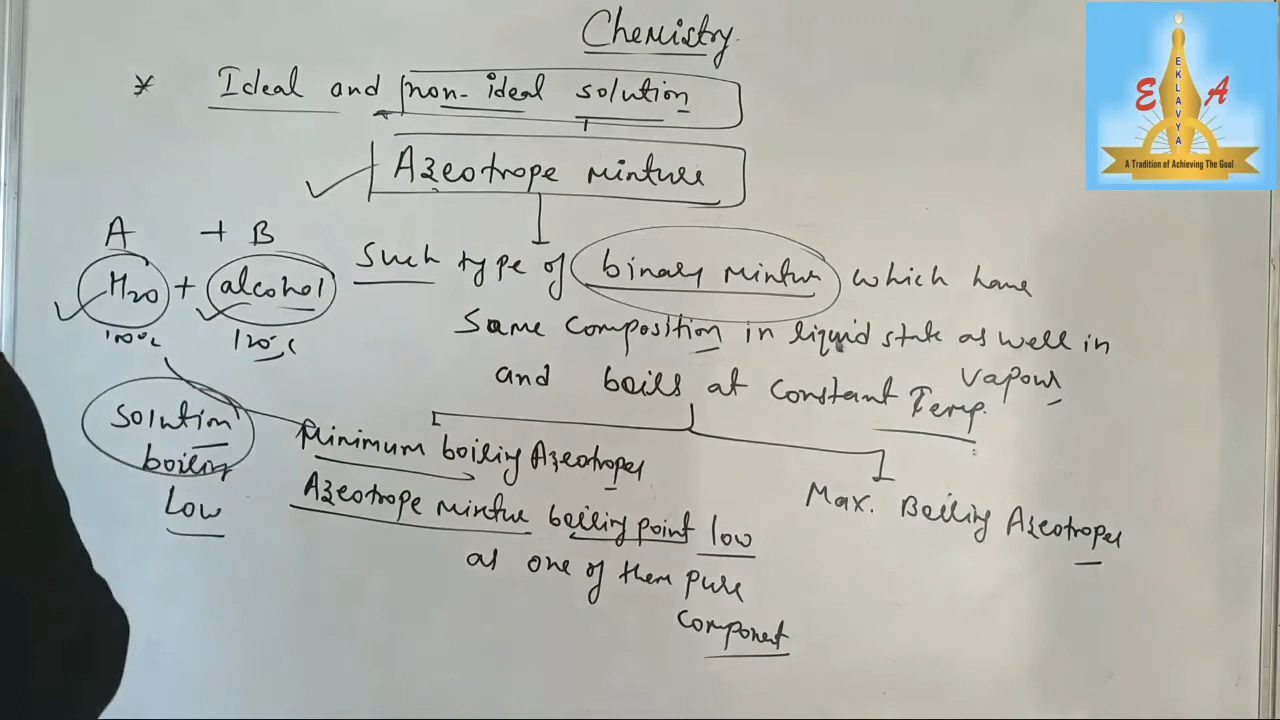 Chemistry
* Ideal and non-ideal solution
Azeotrope mixture
A + B
H2O + alcohol
100°c 120°c
Such type of binary mixture which have
Same composition in liquid state as well in
vapour
and boils at constant Temp.
Solution
boiling
Low
Minimum boiling Azeotropes
Azeotrope mixture boiling point low
as one of them pure
component
Max. Boiling Azeotropes
E A
EKLAVYA
A Tradition of Achieving The Goal